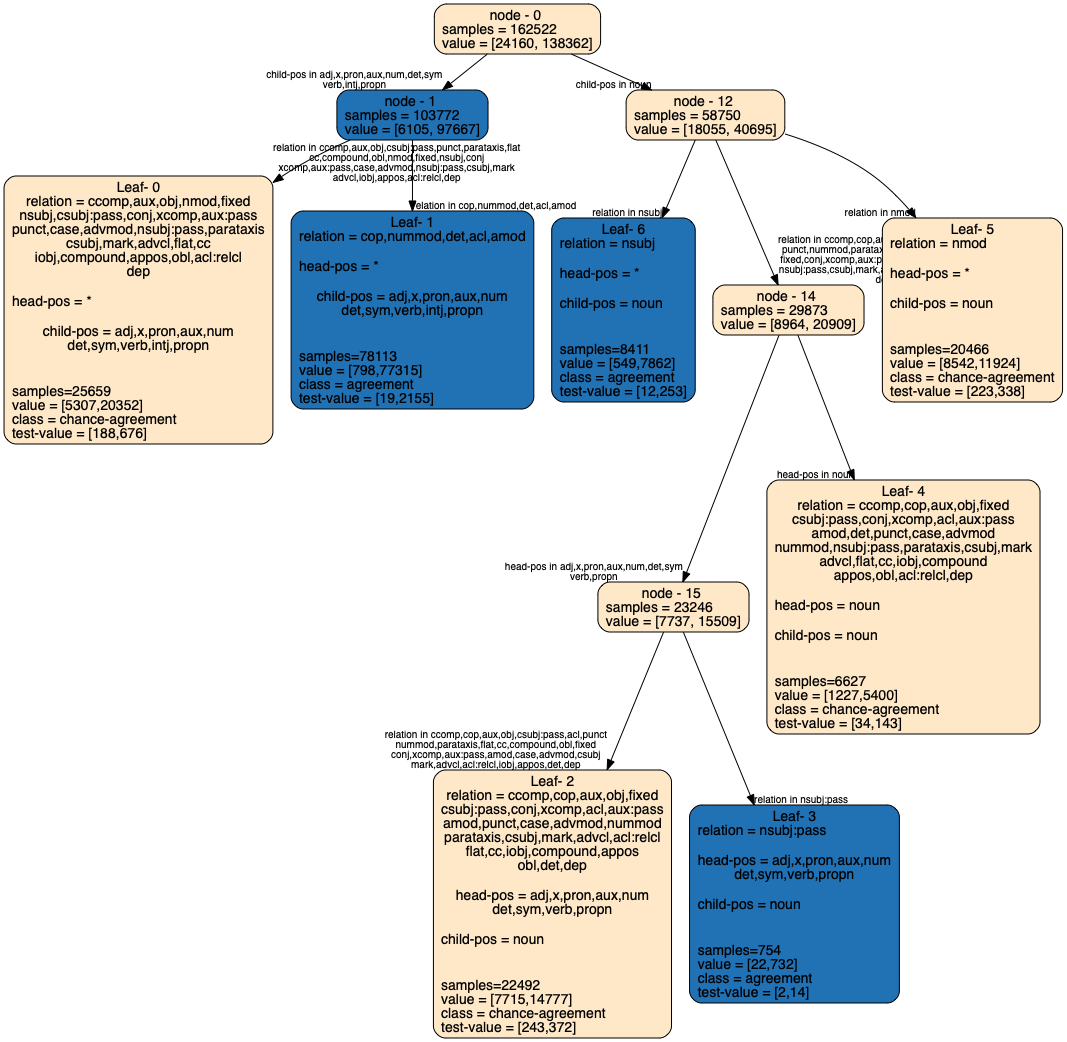 node - 0
samples = 162522
value = [24160, 138362]
child-pos in adj,x,pron,aux,num,det,sym
verb,intj,propn
child-pos in noun
node - 1
samples = 103772
value = [6105, 97667]
node - 12
samples = 58750
value = [18055, 40695]
relation in ccomp,aux,obj,csubj:pass,punct,parataxis,flat
cc,compound,obl,nmod,fixed,nsubj,conj
xcomp,aux:pass,case,advmod,nsubj:pass,csubj,mark
advcl,iobj,appos,acl:relcl,dep
Leaf- 0
relation = ccomp,aux,obj,nmod,fixed
nsubj,csubj:pass,conj,xcomp,aux:pass
punct,case,advmod,nsubj:pass,parataxis
csubj,mark,advcl,flat,cc
iobj,compound,appos,obl,acl:relcl
dep
head-pos = *
child-pos = adj,x,pron,aux,num
det,sym,verb,intj,propn
samples=25659
value = [5307,20352]
class = chance-agreement
test-value = [188,676]
relation in cop,nummod,det,acl,amod
Leaf- 1
relation = cop,nummod,det,acl,amod
head-pos = *
child-pos = adj,x,pron,aux,num
det,sym,verb,intj,propn
samples=78113
value = [798,77315]
class = agreement
test-value = [19,2155]
relation in nsubj
Leaf- 6
relation = nsubj
head-pos = *
child-pos = noun
samples=8411
value = [549,7862]
class = agreement
test-value = [12,253]
relation in ccomp,cop
punct,nummod
fixed,conj,xcomp
nsubj:pass,csubj,mark
node - 14
samples = 29873
value = [8964, 20909]
relation in nmod
Leaf- 5
relation = nmod
head-pos = *
child-pos = noun
samples=20466
value = [8542,11924]
class = chance-agreement
test-value = [223,338]
head-pos in noun
Leaf- 4
relation = ccomp,cop,aux,obj,fixed
csubj:pass,conj,xcomp,acl,aux:pass
amod,det,punct,case,advmod
nummod,nsubj:pass,parataxis,csubj,mark
advcl,flat,cc,iobj,compound
appos,obl,acl:relcl,dep
head-pos = noun
child-pos = noun
samples=6627
value = [1227,5400]
class = chance-agreement
test-value = [34,143]
head-pos in adj,x,pron,aux,num,det,sym
verb,propn
node - 15
samples = 23246
value = [7737, 15509]
relation in ccomp,cop,aux,obj,csubj:pass,acl,punct
nummod,parataxis,flat,cc,compound,obl,fixed
conj,xcomp,aux:pass,amod,case,advmod,csubj
mark,advcl,acl:relcl,iobj,appos,det,dep
Leaf- 2
relation = ccomp,cop,aux,obj,fixed
csubj:pass,conj,xcomp,acl,aux:pass
amod,punct,case,advmod,nummod
parataxis,csubj,mark,advcl,acl:relcl
flat,cc,iobj,compound,appos
obl,det,dep
head-pos = adj,x,pron,aux,num
det,sym,verb,propn
child-pos = noun
samples=22492
value = [7715,14777]
class = chance-agreement
test-value = [243,372]
relation in nsubj:pass
Leaf- 3
relation = nsubj:pass
head-pos = adj,x,pron,aux,num
det,sym,verb,propn
child-pos = noun
samples=754
value = [22,732]
class = agreement
test-value = [2,14]